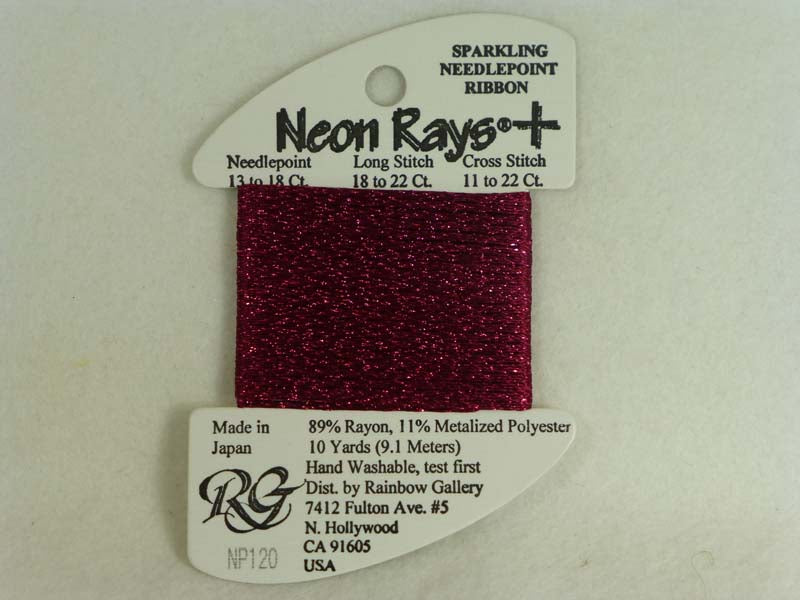 SPARKLING
NEEDLEPOINT
RIBBON
Neon Rays®+
Needlepoint Long Stitch Cross Stitch
13 to 18 Ct. 18 to 22 Ct. 11 to 22 Ct.
Made in
Japan
89% Rayon, 11% Metalized Polyester
10 Yards (9.1 Meters)
Hand Washable, test first
Dist. by Rainbow Gallery
7412 Fulton Ave. #5
N. Hollywood
CA 91605
USA
RG
NP120